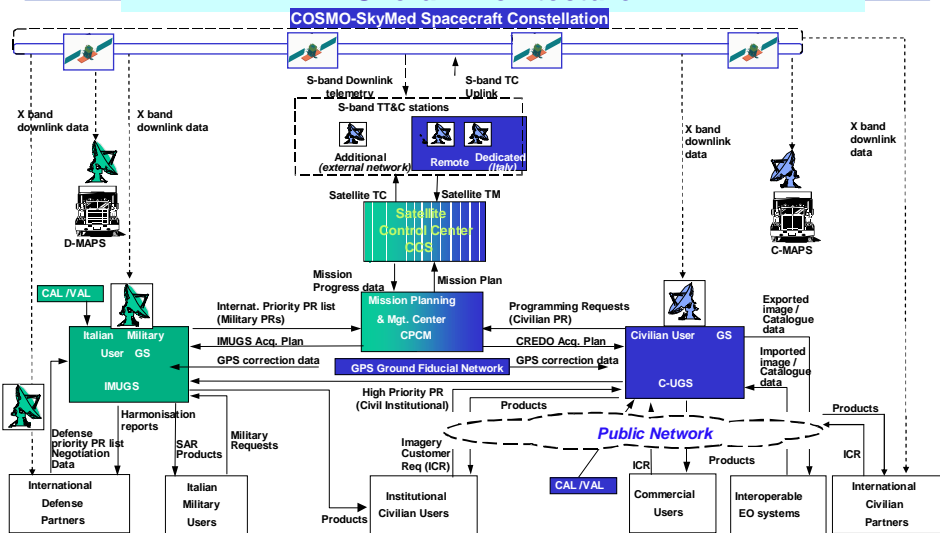 COSMO-SkyMed Spacecraft Constellation
S-band Downlink
telemetry
S-band TC
Uplink
S-band TT&C stations
X band
downlink data
X band
downlink data
X band
downlink
data
X band
downlink
data
Additional
(external network)
Remote
Dedicated
(Italy)
Satellite TC
Satellite TM
D-MAPS
C-MAPS
Satellite
Control Center
CCS
Mission
Progress data
Mission Plan
CAL /VAL
Internat. Priority PR list
(Military PRs)
Mission Planning
& Mgt. Center
CPCM
Programming Requests
(Civilian PR)
Exported
image /
Catalogue
data
Italian Military
User GS
IMUGS
IMUGS Acq. Plan
CREDO Acq. Plan
Civilian User GS
C-UGS
GPS correction data
GPS Ground Fiducial Network
GPS correction data
Imported
image /
Catalogue
data
High Priority PR
(Civil Institutional)
Products
Products
Defense
priority PR list
Negotiation
Data
Harmonisation
reports
SAR
Products
Military
Requests
Imagery
Customer
Req (ICR)
Public Network
CAL /VAL
ICR
Products
ICR
International
Defense
Partners
Italian
Military
Users
Products
Institutional
Civilian Users
Commercial
Users
Interoperable
EO systems
International
Civilian
Partners